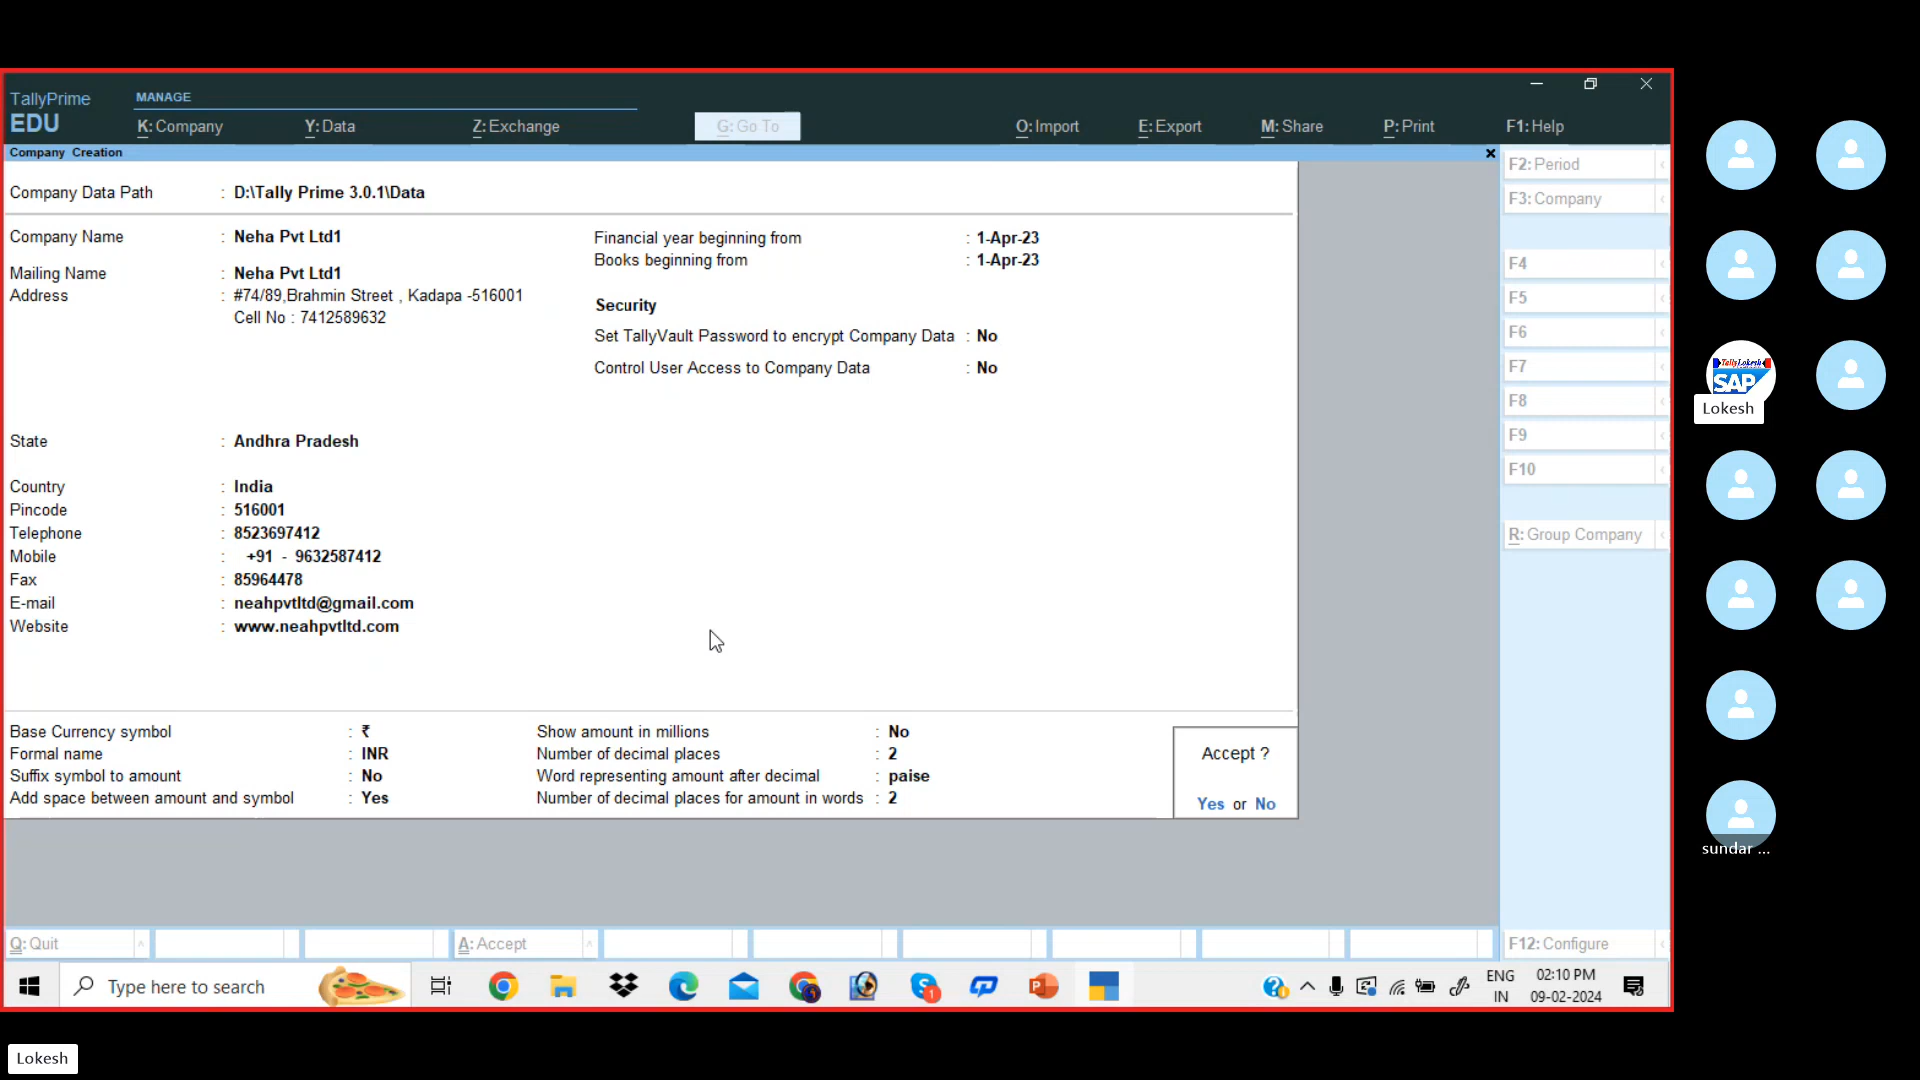 TallyPrime
EDU
MANAGE
K: Company
Y: Data
Z: Exchange
G: Go To
O: Import
E: Export
M: Share
P: Print
F1: Help
Company Creation
Company Data Path : D:\Tally Prime 3.0.1\Data
Company Name : Neha Pvt Ltd1
Mailing Name : Neha Pvt Ltd1
Address : #74/89,Brahmin Street , Kadapa -516001
Cell No : 7412589632
State : Andhra Pradesh
Country : India
Pincode : 516001
Telephone : 8523697412
Mobile : +91 - 9632587412
Fax : 85964478
E-mail : neahpvtltd@gmail.com
Website : www.neahpvtltd.com
Financial year beginning from : 1-Apr-23
Books beginning from : 1-Apr-23
Security
Set TallyVault Password to encrypt Company Data : No
Control User Access to Company Data : No
Base Currency symbol : ₹
Formal name : INR
Suffix symbol to amount : No
Add space between amount and symbol : Yes
Show amount in millions : No
Number of decimal places : 2
Word representing amount after decimal : paise
Number of decimal places for amount in words : 2
Accept ?
Yes or No
F2: Period
F3: Company
F4
F5
F6
F7
F8
F9
F10
R: Group Company
F12: Configure
Q: Quit
A: Accept
Type here to search
ENG
IN
02:10 PM
09-02-2024
TallyLokesh
SAP
Lokesh
sundar ...
Lokesh